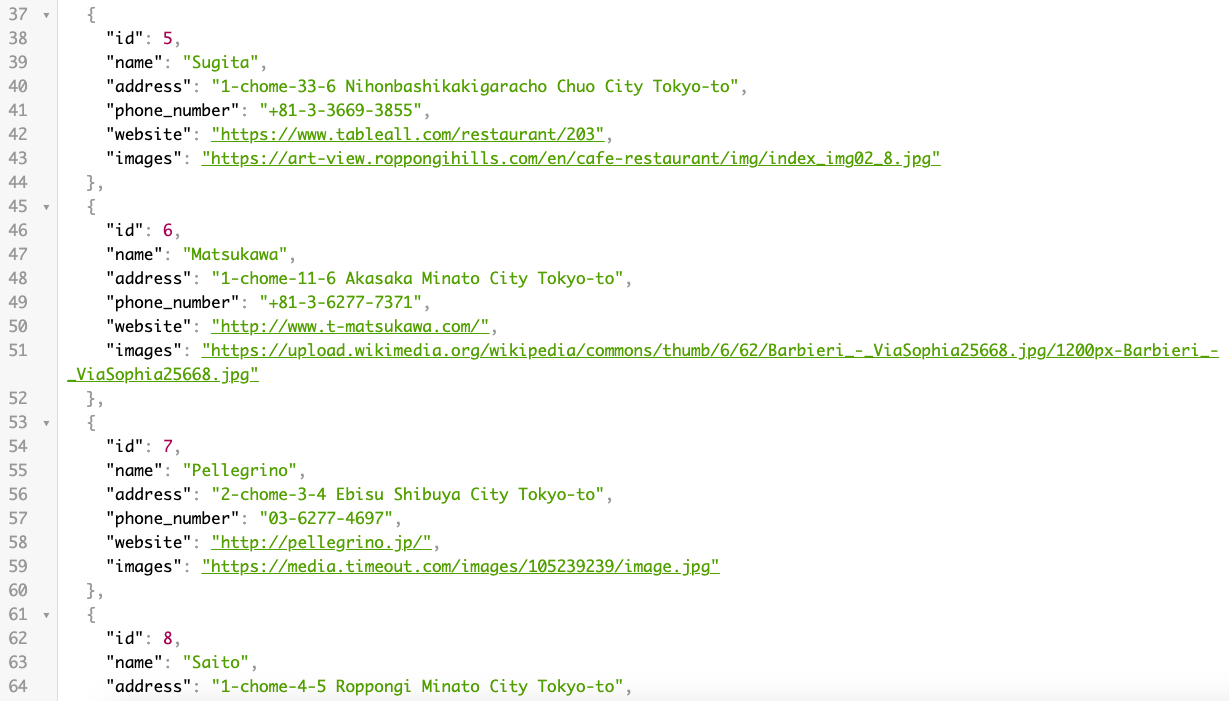 37 {
38 "id": 5,
39 "name": "Sugita",
40 "address": "1-chome-33-6 Nihonbashikakigaracho Chuo City Tokyo-to",
41 "phone_number": "+81-3-3669-3855",
42 "website": "https://www.tableall.com/restaurant/203",
43 "images": "https://art-view.roppongihills.com/en/cafe-restaurant/img/index_img02_8.jpg"
44 },
45 {
46 "id": 6,
47 "name": "Matsukawa",
48 "address": "1-chome-11-6 Akasaka Minato City Tokyo-to",
49 "phone_number": "+81-3-6277-7371",
50 "website": "http://www.t-matsukawa.com/",
51 "images": "https://upload.wikimedia.org/wikipedia/commons/thumb/6/62/Barbieri_-_ViaSophia25668.jpg/1200px-Barbieri_-
_ViaSophia25668.jpg"
52 },
53 {
54 "id": 7,
55 "name": "Pellegrino",
56 "address": "2-chome-3-4 Ebisu Shibuya City Tokyo-to",
57 "phone_number": "03-6277-4697",
58 "website": "http://pellegrino.jp/",
59 "images": "https://media.timeout.com/images/105239239/image.jpg"
60 },
61 {
62 "id": 8,
63 "name": "Saito",
64 "address": "1-chome-4-5 Roppongi Minato City Tokyo-to",